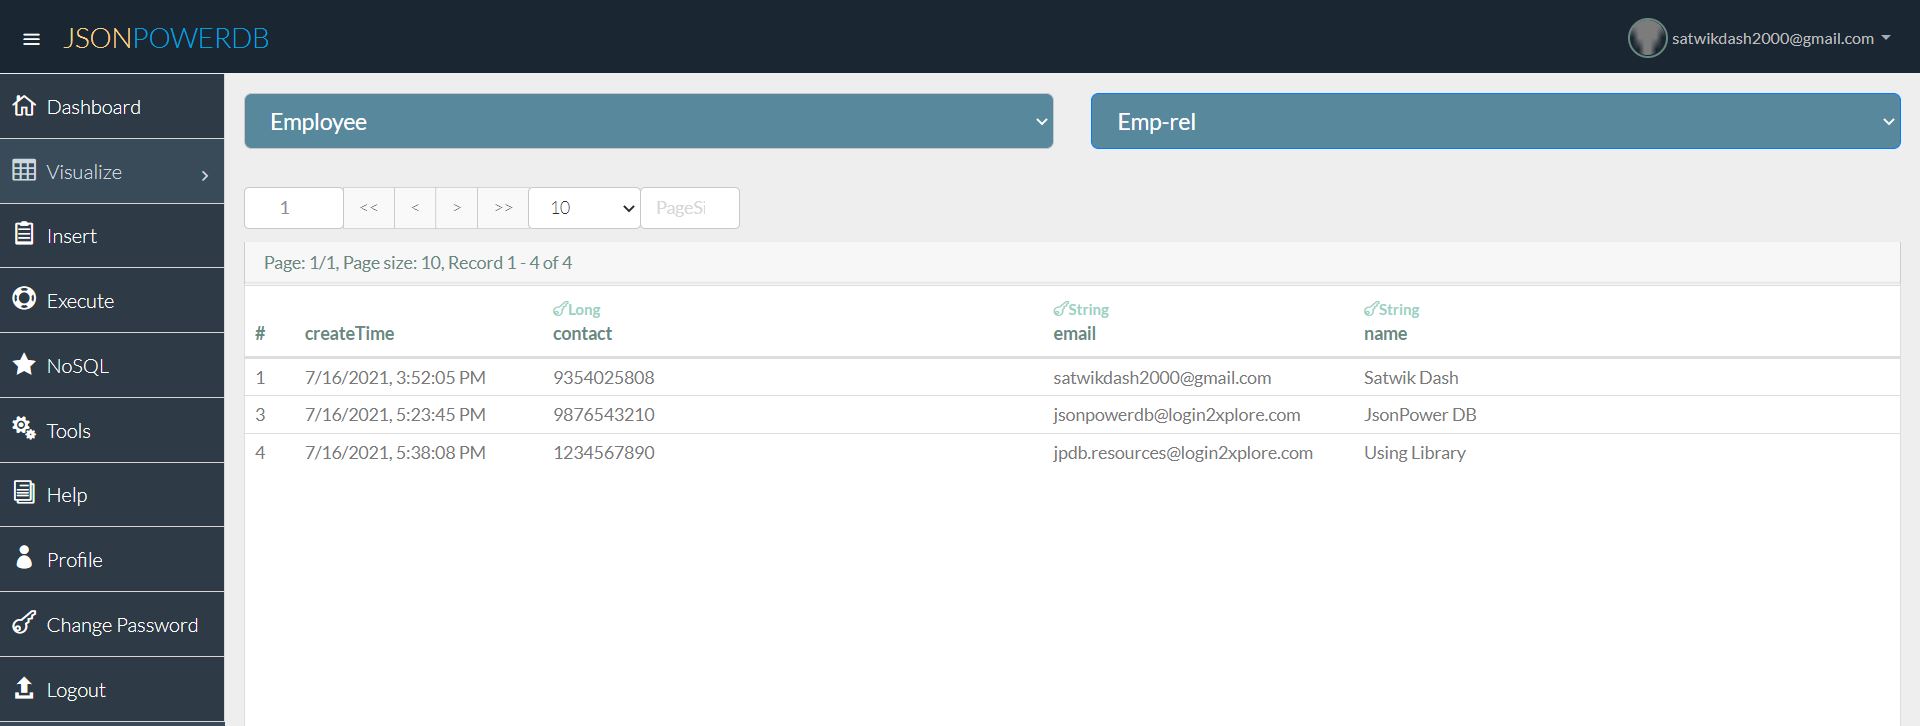 JSONPOWERDB
satwikdash2000@gmail.com
Dashboard
Visualize
Insert
Execute
NoSQL
Tools
Help
Profile
Change Password
Logout
Employee
Emp-rel
1 << < > >> 10 PageSi
Page: 1/1, Page size: 10, Record 1 - 4 of 4
Long String String
# createTime contact email name
1 7/16/2021, 3:52:05 PM 9354025808 satwikdash2000@gmail.com Satwik Dash
3 7/16/2021, 5:23:45 PM 9876543210 jsonpowerdb@login2xplore.com JsonPower DB
4 7/16/2021, 5:38:08 PM 1234567890 jpdb.resources@login2xplore.com Using Library